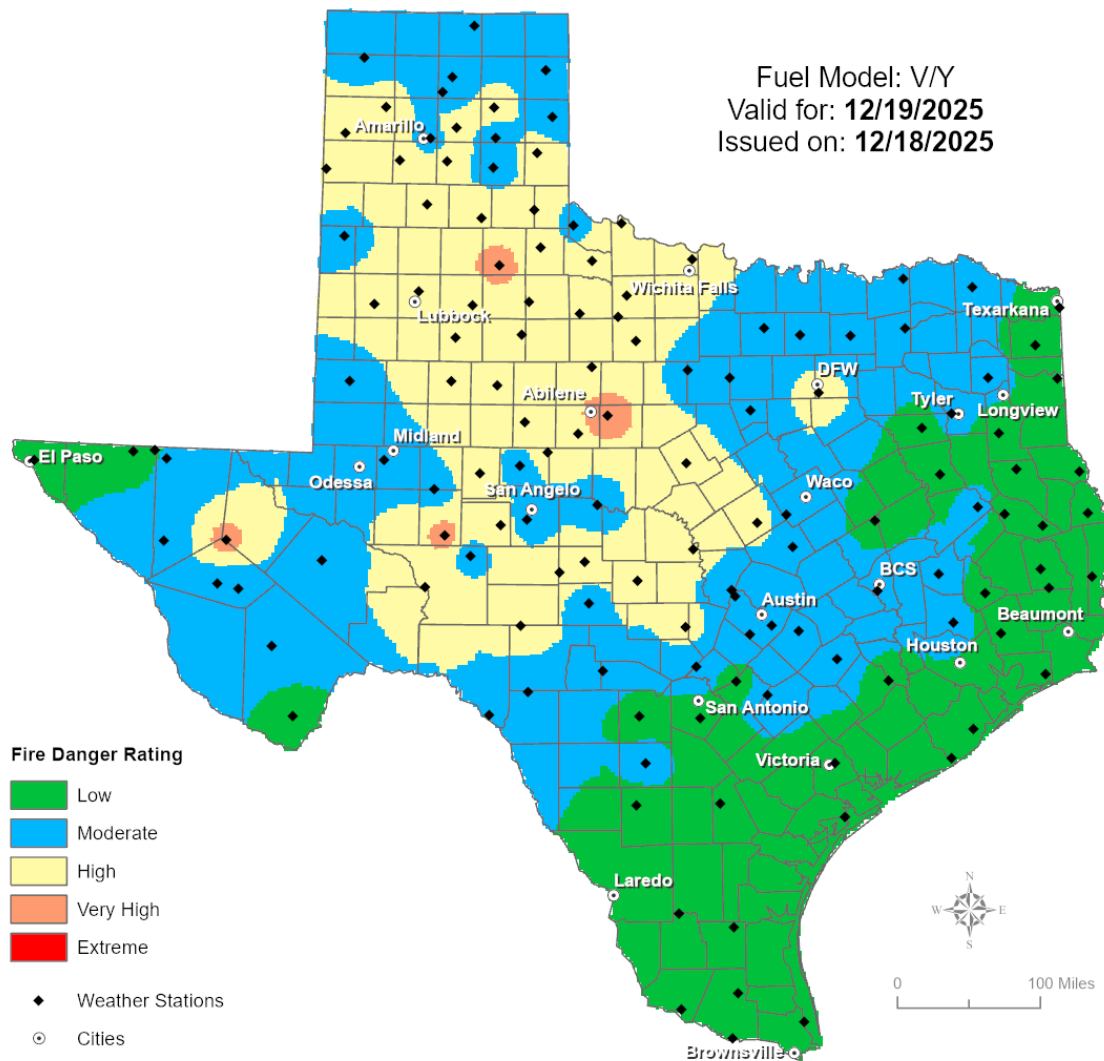 Fuel Model: V/Y
Valid for: 12/19/2025
Issued on: 12/18/2025
Amarillo
Wichita Falls
Lubbock
Texarkana
DFW
Abilene
Tyler
Longview
Midland
El Paso
Odessa
San Angelo
Waco
BCS
Austin
Beaumont
Houston
San Antonio
Victoria
Laredo
Brownsville
Fire Danger Rating
Low
Moderate
High
Very High
Extreme
Weather Stations
Cities
N
W E
S
0 100 Miles